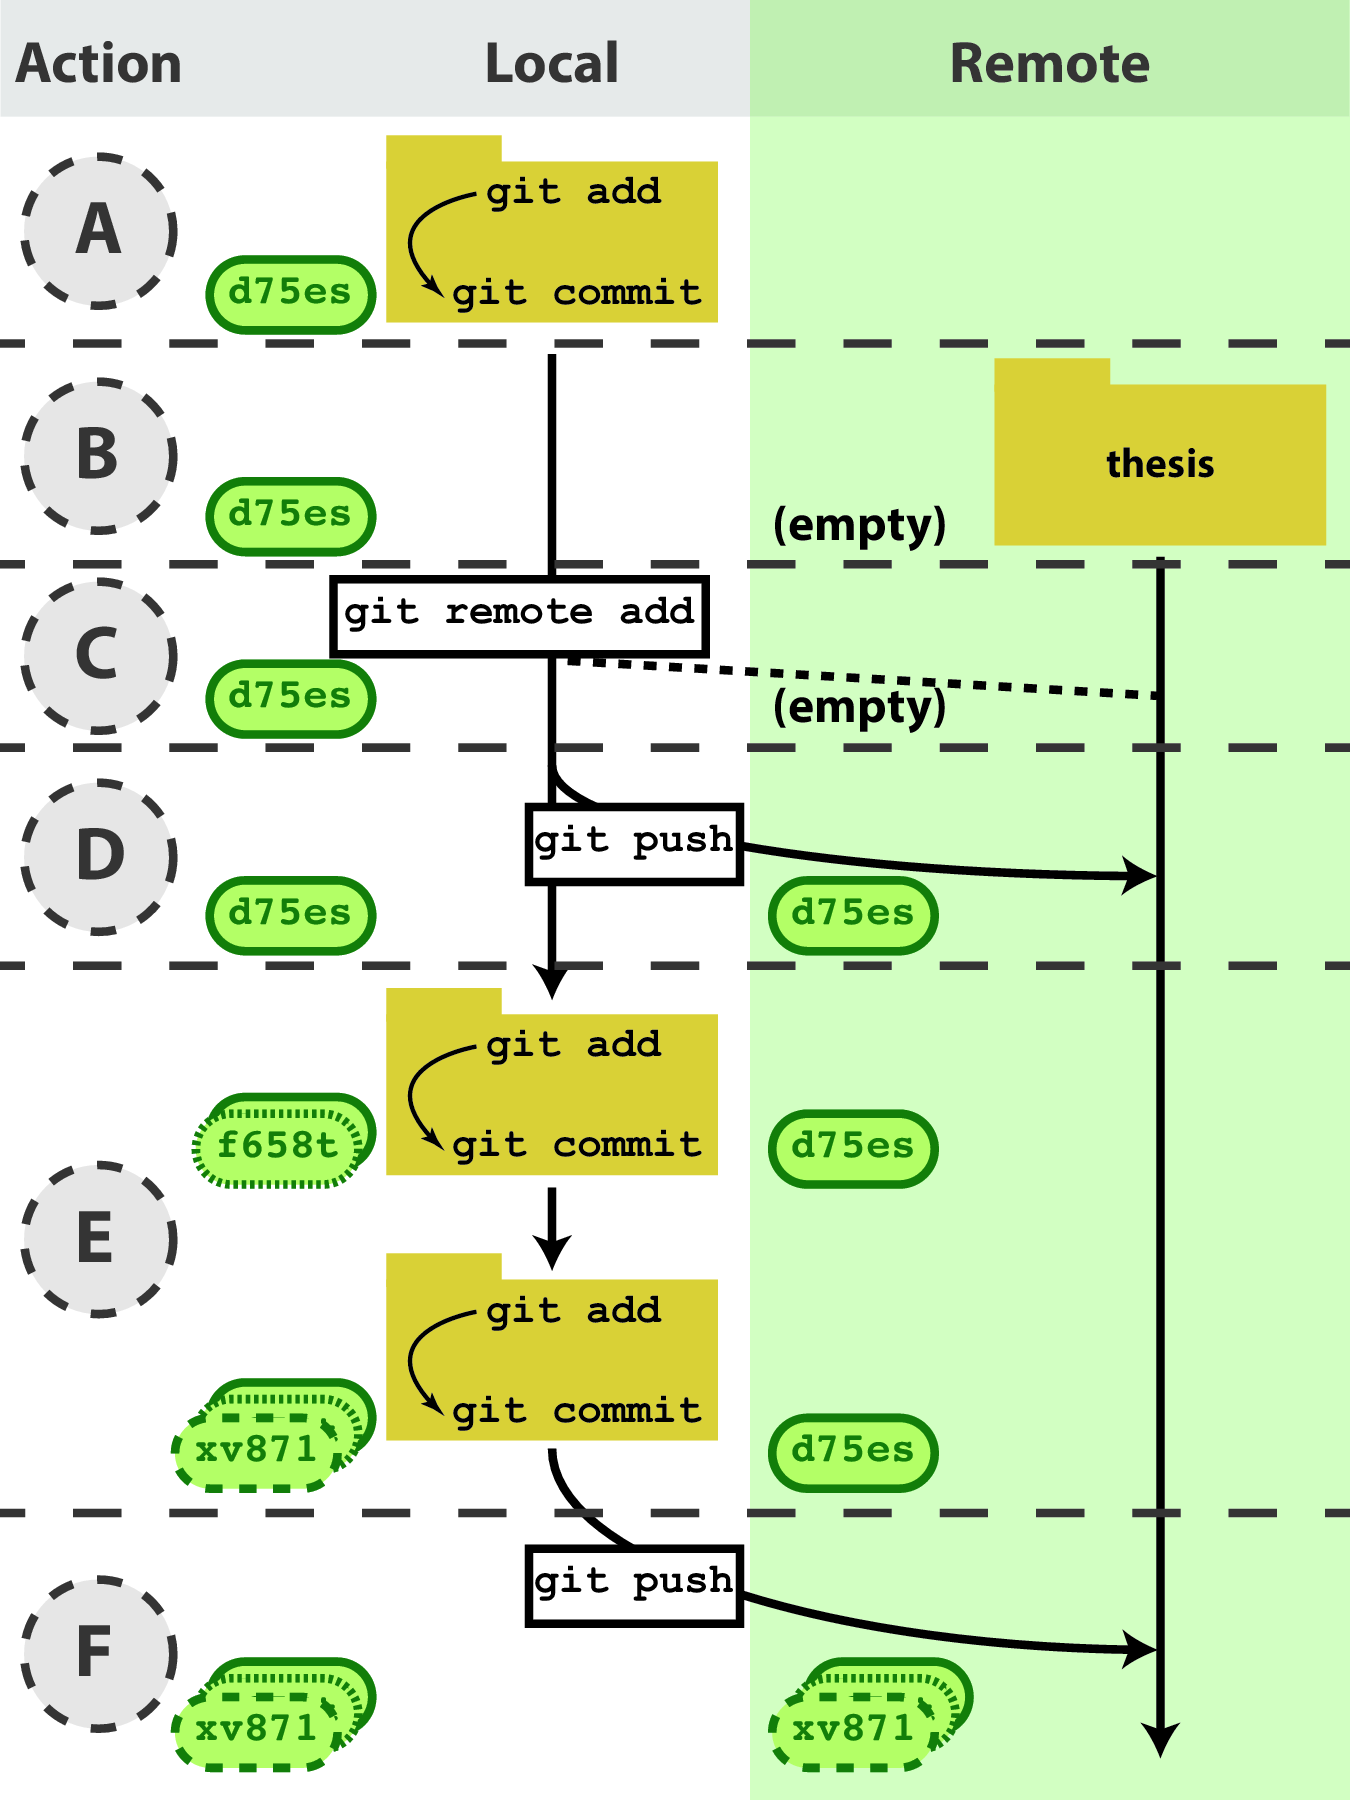 Action Local Remote
A
git add
d75es
git commit
B
thesis
d75es
(empty)
C
git remote add
d75es
(empty)
D
git push
d75es
d75es
git add
f658t
git commit
d75es
E
git add
git commit
xv871
d75es
git push
F
xv871
xv871